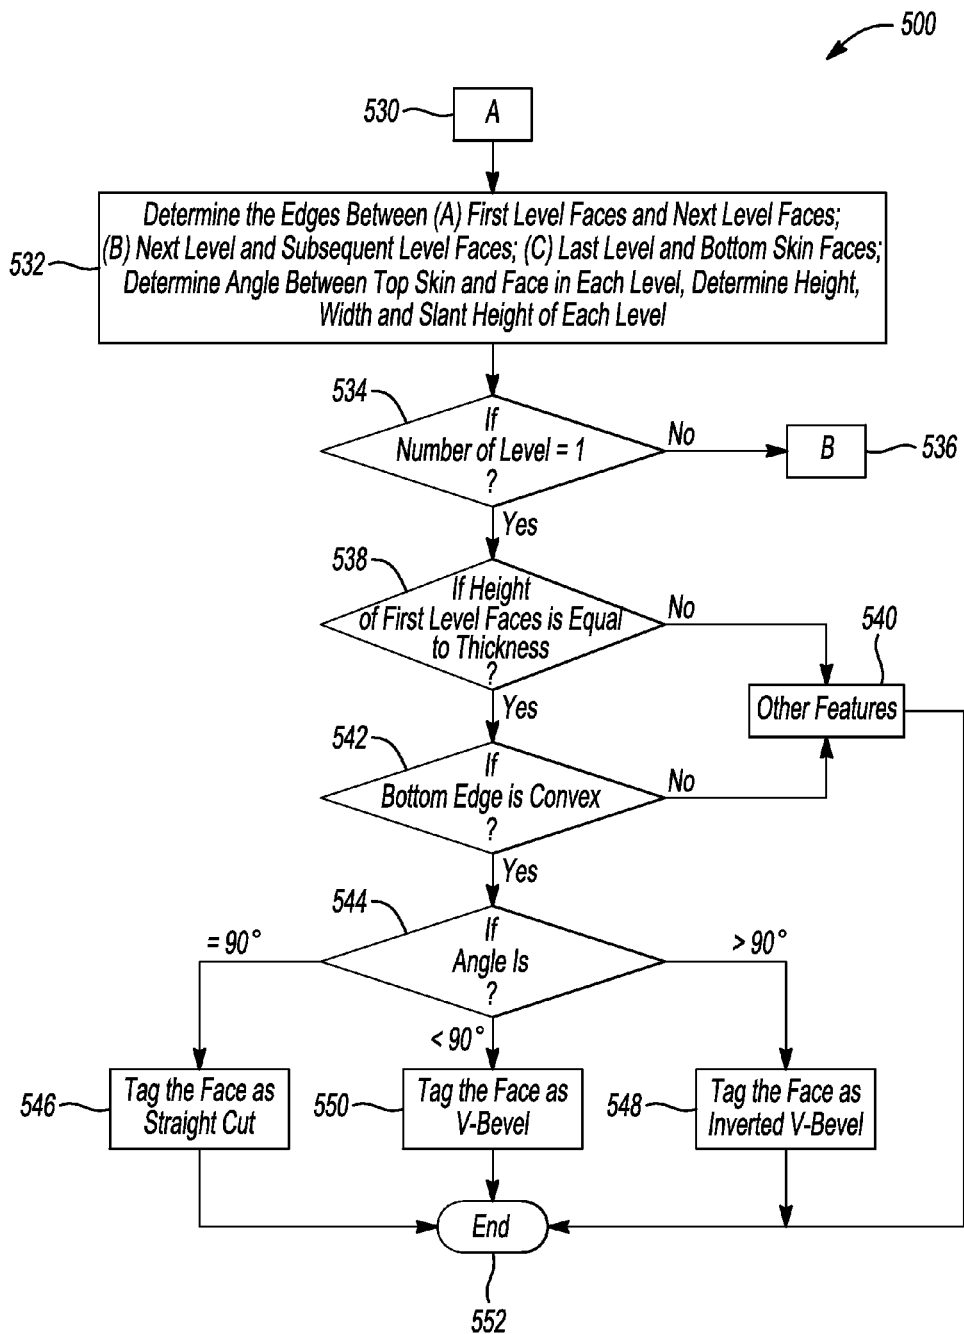 500
530
A
Determine the Edges Between (A) First Level Faces and Next Level Faces;
(B) Next Level and Subsequent Level Faces; (C) Last Level and Bottom Skin Faces;
Determine Angle Between Top Skin and Face in Each Level, Determine Height,
Width and Slant Height of Each Level
532
534
If
Number of Level = 1
?
No
B
536
Yes
538
If Height
of First Level Faces is Equal
to Thickness
?
No
540
Other Features
Yes
542
If
Bottom Edge is Convex
?
No
Yes
544
If
Angle Is
?
= 90°
< 90°
> 90°
546
Tag the Face as
Straight Cut
550
Tag the Face as
V-Bevel
548
Tag the Face as
Inverted V-Bevel
End
552